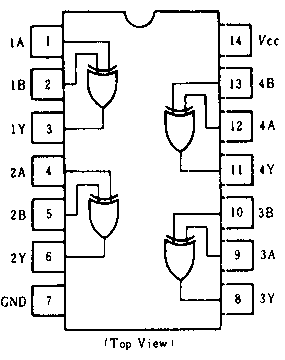 1A 1 14 Vcc
1B 2 13 4B
1Y 3 12 4A
2A 4 11 4Y
2B 5 10 3B
2Y 6 9 3A
GND 7 8 3Y
(Top View)